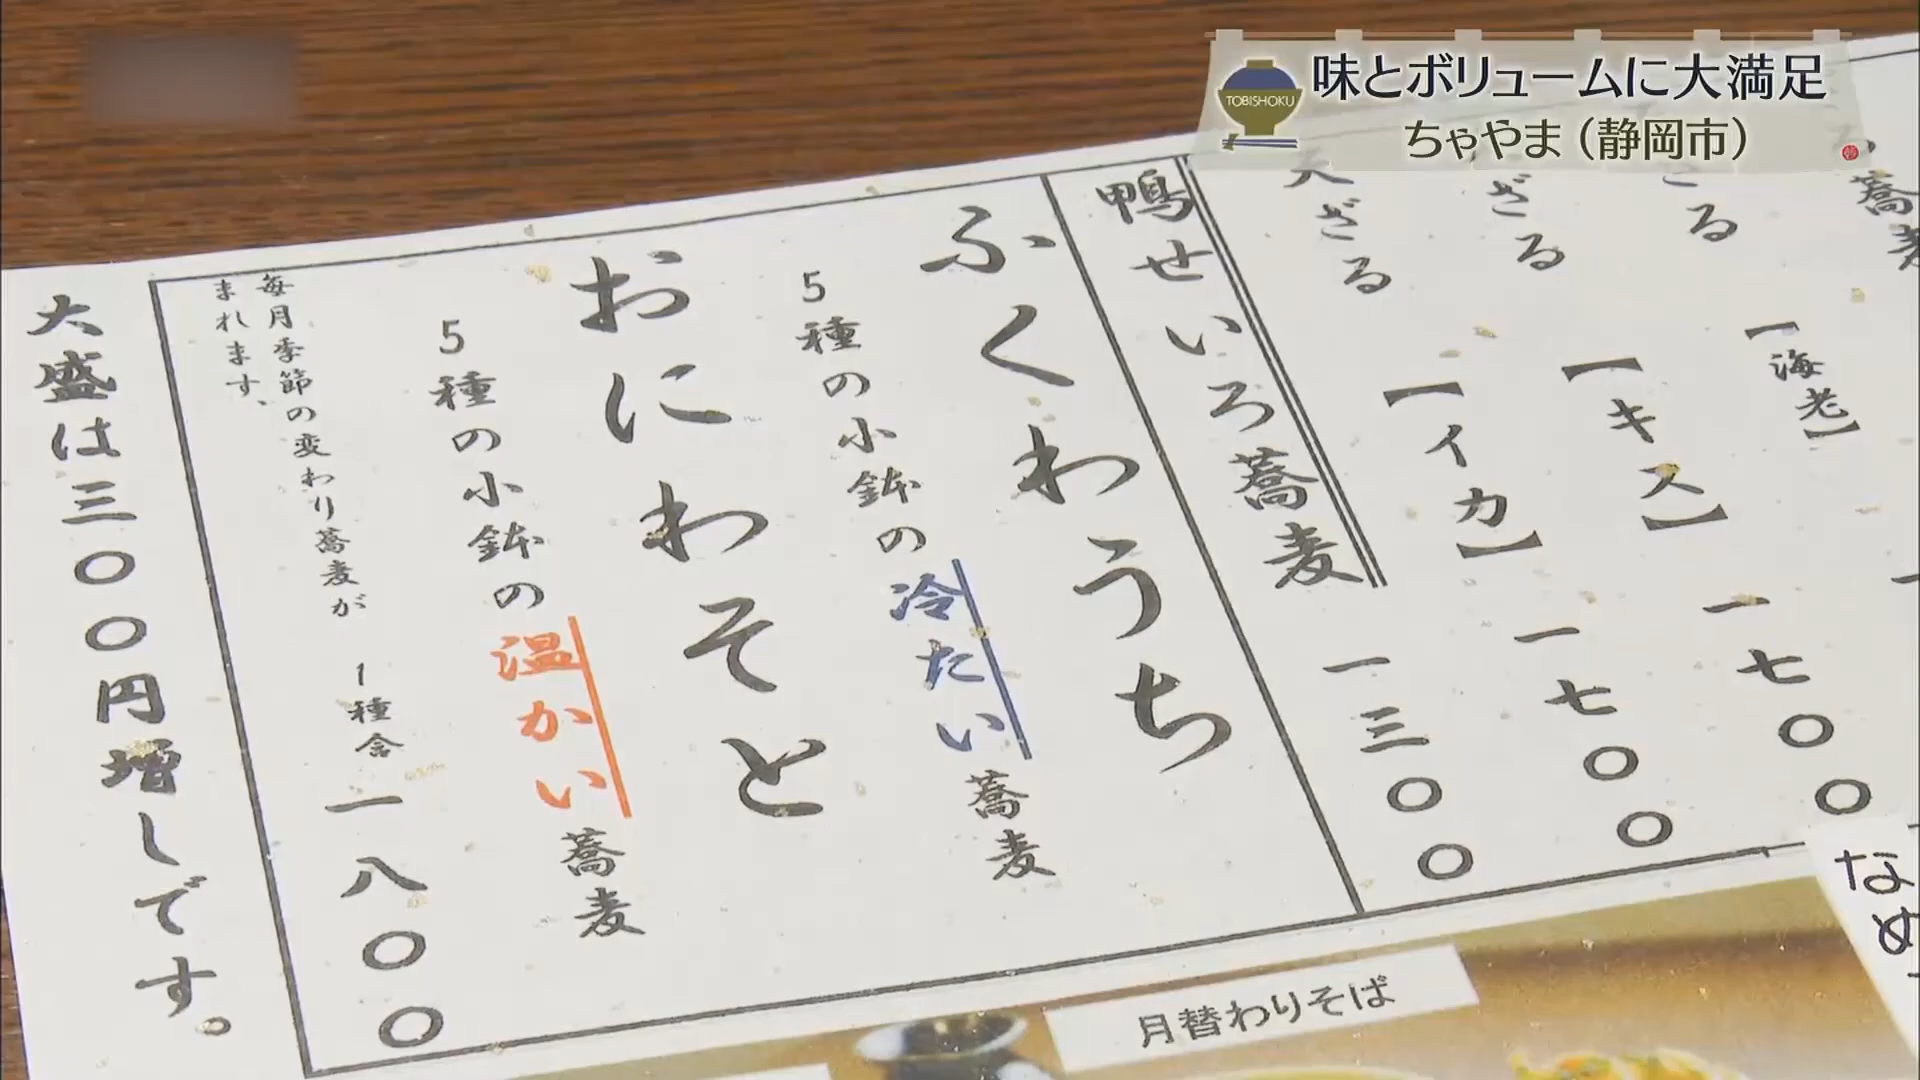 味とボリュームに大満足
ちゃやま(静岡市)
TOBISHOKU
【海老】
一七〇〇
ざる
【キス】
一七〇〇
天ざる
【イカ】
一三〇〇
鴨せいろ蕎麦
ふくわうち
5種の小鉢の冷たい蕎麦
おにわそと
5種の小鉢の温かい蕎麦
毎月季節の変わり蕎麦が 1種含
まれます、
一八〇〇
大盛は三〇〇円増しです。
月替わりそば
なめ